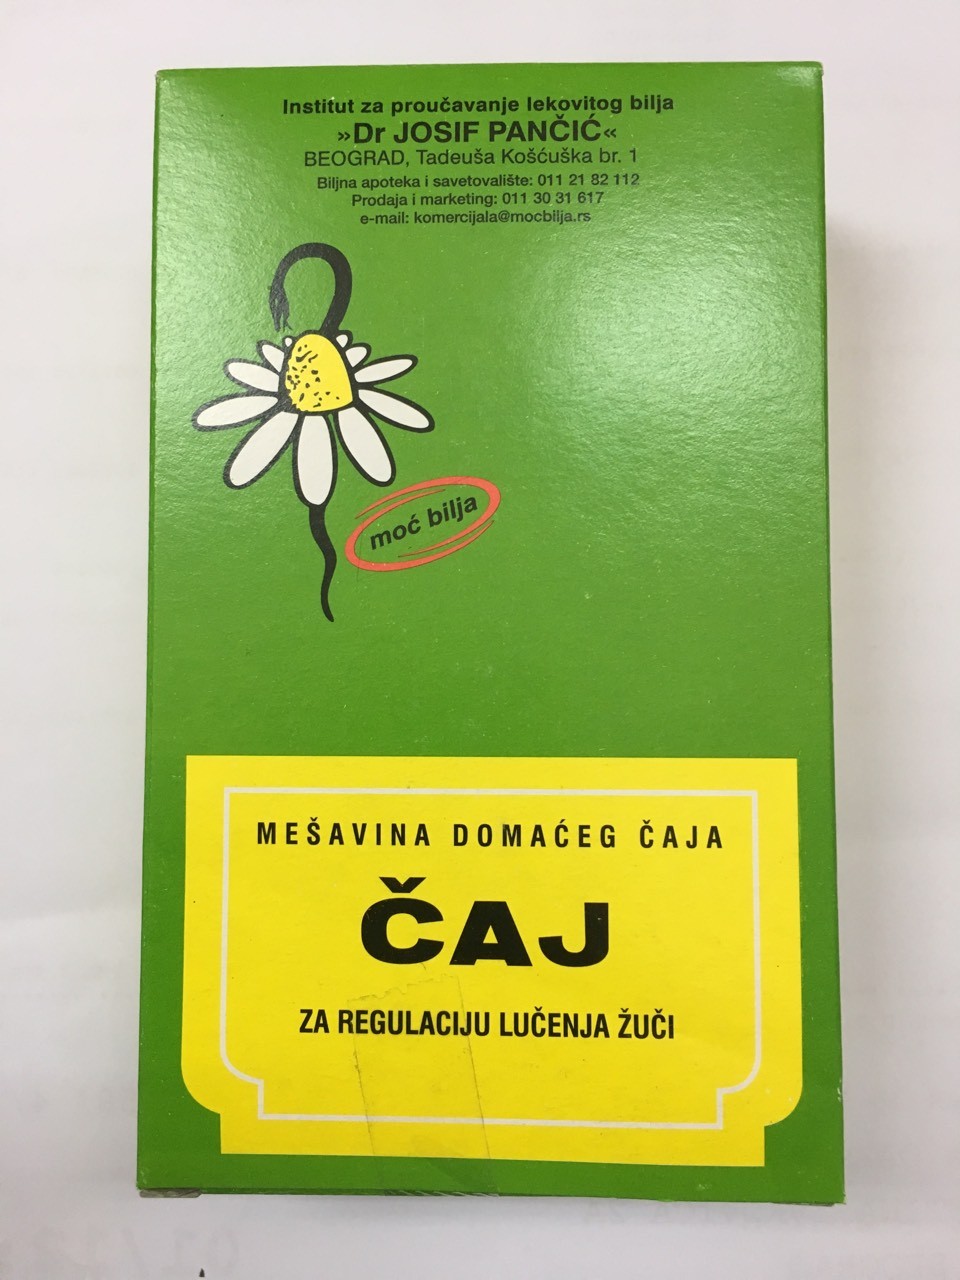 Institut za proučavanje lekovitog bilja
»Dr JOSIF PANČIĆ«
BEOGRAD, Tadeuša Košćuška br. 1
Biljna apoteka i savetovalište: 011 21 82 112
Prodaja i marketing: 011 30 31 617
e-mail: komercijala@mocbilja.rs
moć bilja
MEŠAVINA DOMAĆEG ČAJA
ČAJ
ZA REGULACIJU LUČENJA ŽUČI